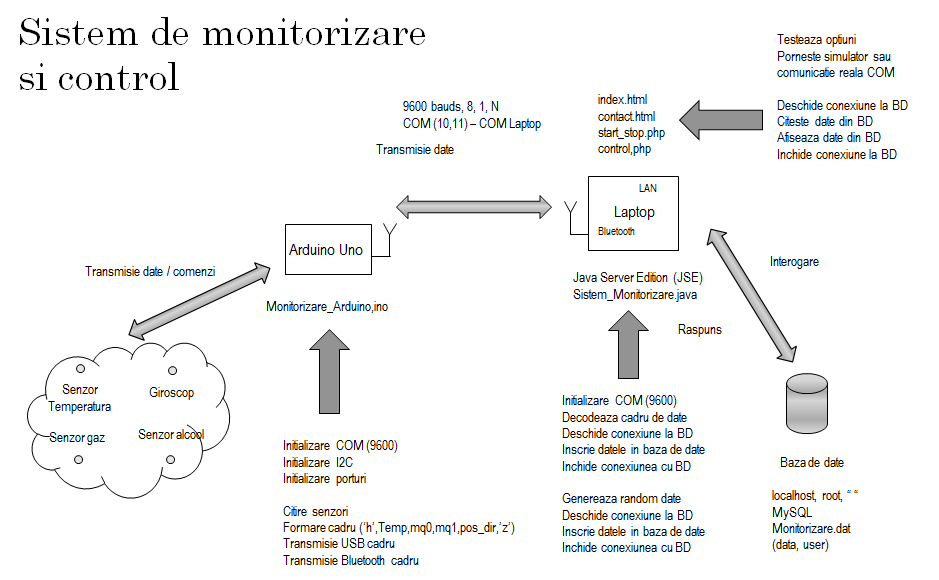 Sistem de monitorizare
si control
Testeaza optiuni
Porneste simulator sau
comunicatie reala COM
Deschide conexiune la BD
Citeste date din BD
Afiseaza date din BD
Inchide conexiune la BD
index.html
contact.html
start_stop.php
control,php
9600 bauds, 8, 1, N
COM (10,11) – COM Laptop
Transmisie date
LAN
Laptop
Bluetooth
Arduino Uno
Transmisie date / comenzi
Interogare
Java Server Edition (JSE)
Sistem_Monitorizare.java
Monitorizare_Arduino,ino
Raspuns
Senzor
Temperatura
Giroscop
Senzor gaz
Senzor alcool
Initializare COM (9600)
Initializare I2C
Initializare porturi
Citire senzori
Formare cadru ('h',Temp,mq0,mq1,pos_dir,'z')
Transmisie USB cadru
Transmisie Bluetooth cadru
Initializare COM (9600)
Decodeaza cadru de date
Deschide conexiune la BD
Inscrie datele in baza de date
Inchide conexiunea cu BD
Genereaza random date
Deschide conexiune la BD
Inscrie datele in baza de date
Inchide conexiunea cu BD
Baza de date
localhost, root, “ “
MySQL
Monitorizare.dat
(data, user)